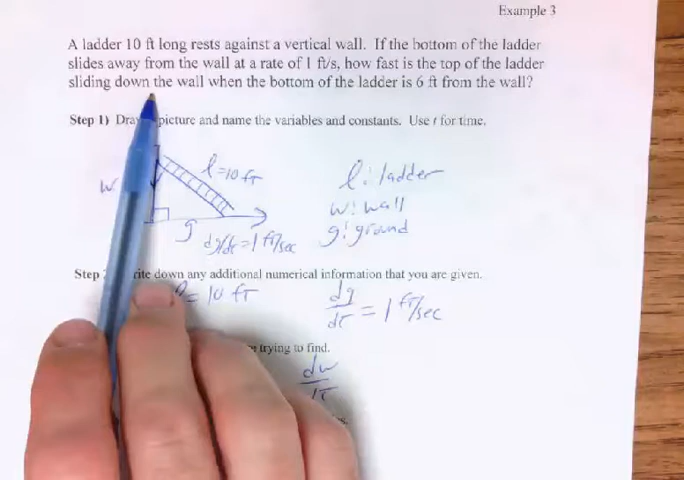 Example 3
A ladder 10 ft long rests against a vertical wall. If the bottom of the ladder
slides away from the wall at a rate of 1 ft/s, how fast is the top of the ladder
sliding down the wall when the bottom of the ladder is 6 ft from the wall?
Step 1) picture and name the variables and constants. Use t for time.
l=10 ft
l: ladder
w
w: wall
g
dg/dt=1 ft/sec
g: ground
Step down any additional numerical information that you are given.
= 10 ft
dg/dt = 1 ft/sec
trying to find.
dw